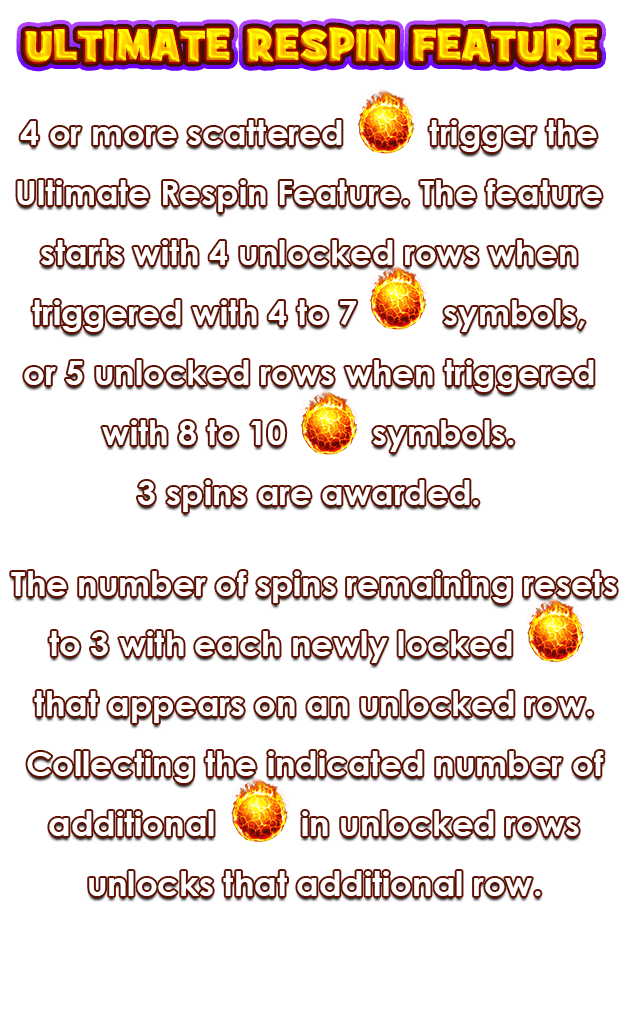 ULTIMATE RESPIN FEATURE
4 or more scattered trigger the
Ultimate Respin Feature. The feature
starts with 4 unlocked rows when
triggered with 4 to 7 symbols,
or 5 unlocked rows when triggered
with 8 to 10 symbols.
3 spins are awarded.
The number of spins remaining resets
to 3 with each newly locked
that appears on an unlocked row.
Collecting the indicated number of
additional in unlocked rows
unlocks that additional row.